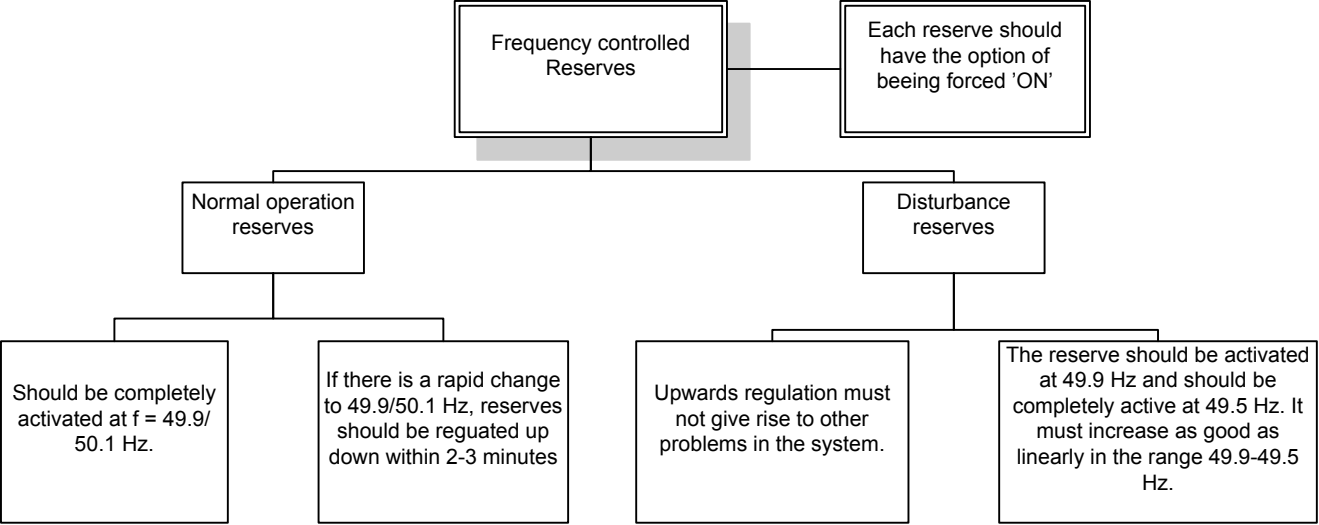 Frequency controlled
Reserves
Each reserve should
have the option of
beeing forced ’ON’
Normal operation
reserves
Disturbance
reserves
Should be completely
activated at f = 49.9/
50.1 Hz.
If there is a rapid change
to 49.9/50.1 Hz, reserves
should be reguated up
down within 2-3 minutes
Upwards regulation must
not give rise to other
problems in the system.
The reserve should be activated
at 49.9 Hz and should be
completely active at 49.5 Hz. It
must increase as good as
linearly in the range 49.9-49.5
Hz.